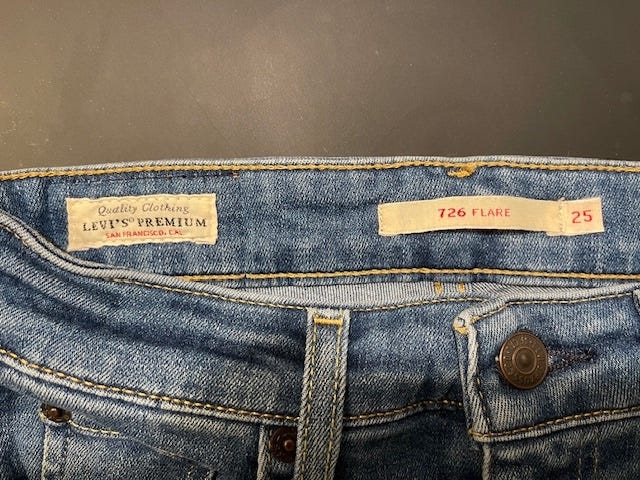 Quality Clothing
LEVI'S® PREMIUM
SAN FRANCISCO, CAL
726 FLARE
25